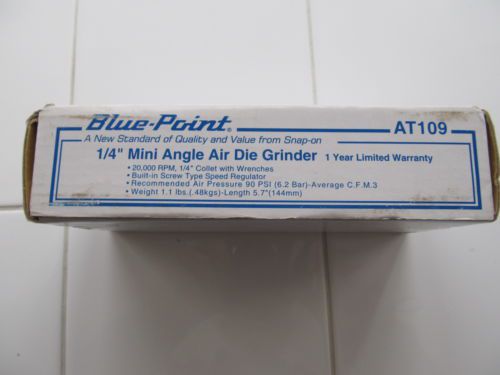 Blue-Point® AT109
A New Standard of Quality and Value from Snap-on
1/4" Mini Angle Air Die Grinder 1 Year Limited Warranty
• 20,000 RPM, 1/4" Collet with Wrenches
• Built-in Screw Type Speed Regulator
• Recommended Air Pressure 90 PSI (6.2 Bar)-Average C.F.M.3
• Weight 1.1 lbs.(.48kgs)-Length 5.7"(144mm)